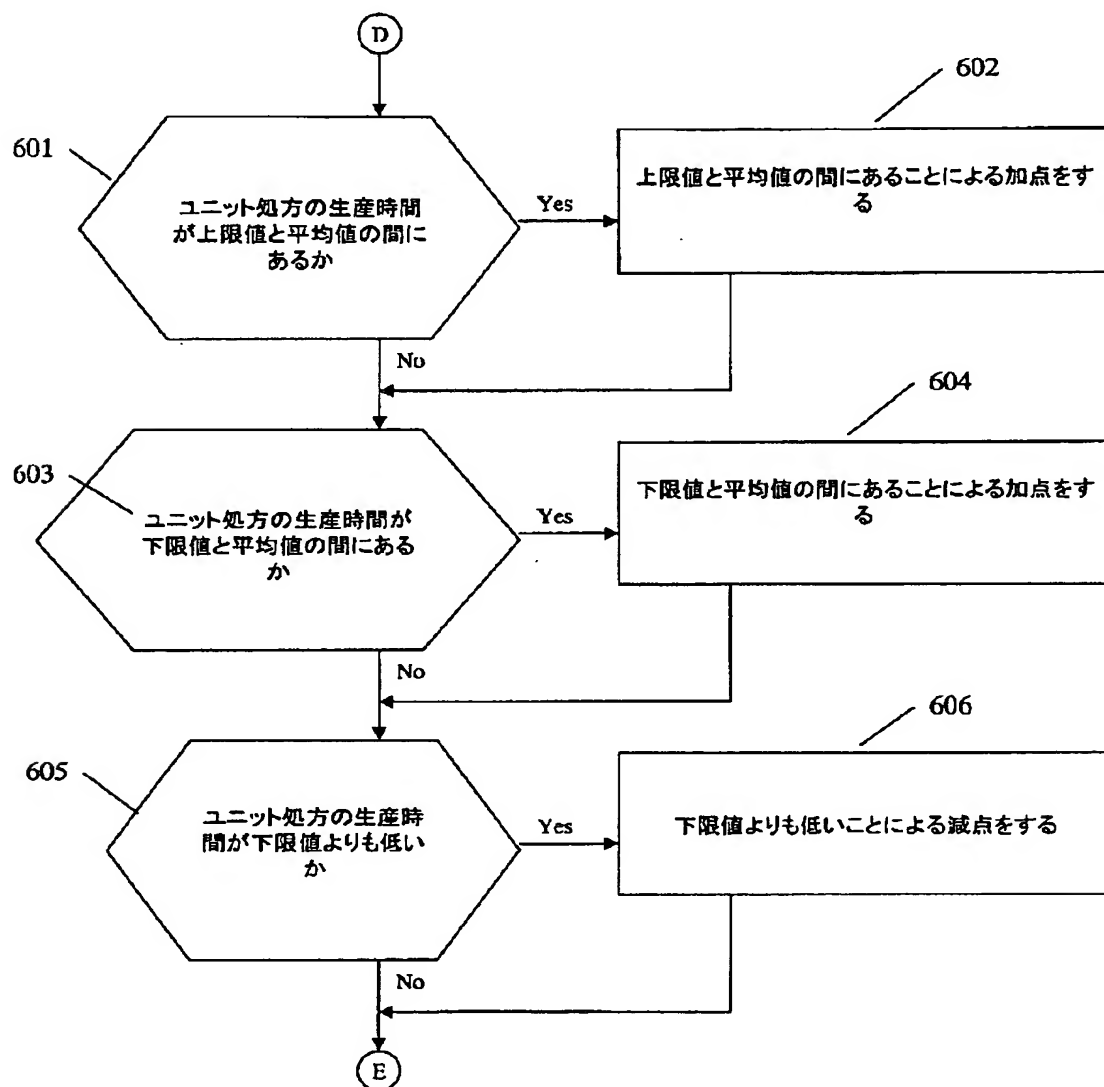 D
602
601
ユニット処方の生産時間
が上限値と平均値の間に
あるか
Yes
上限値と平均値の間にあることによる加点をす
る
No
604
603
ユニット処方の生産時間が
下限値と平均値の間にある
か
Yes
下限値と平均値の間にあることによる加点をす
る
No
606
605
ユニット処方の生産時
間が下限値よりも低い
か
Yes
下限値よりも低いことによる減点をする
No
E